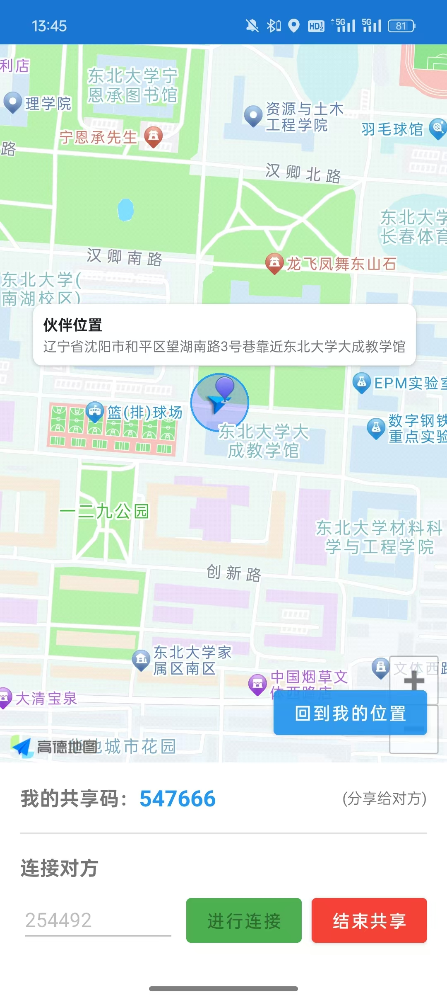 13:45
HD 1 2
5G
5G
81
利店
东北大学宁
恩承图书馆
理学院
资源与土木
工程学院
羽毛球馆
宁恩承先生
路
汉卿北路
东北大学
长春体育
汉卿南路
龙飞凤舞东山石
东北大学(
南湖校区)
伙伴位置
辽宁省沈阳市和平区望湖南路3号巷靠近东北大学大成教学馆
EPM实验室
篮(排)球场
数字钢铁
重点实验
东北大学大
成教学馆
一二九公园
东北大学材料科
学与工程学院
创新路
东北大学家
属区南区
中国烟草文
体西路店
文体西路
大清宝泉
回到我的位置
高德地图
城市花园
我的共享码：547666
(分享给对方)
连接对方
254492
进行连接
结束共享